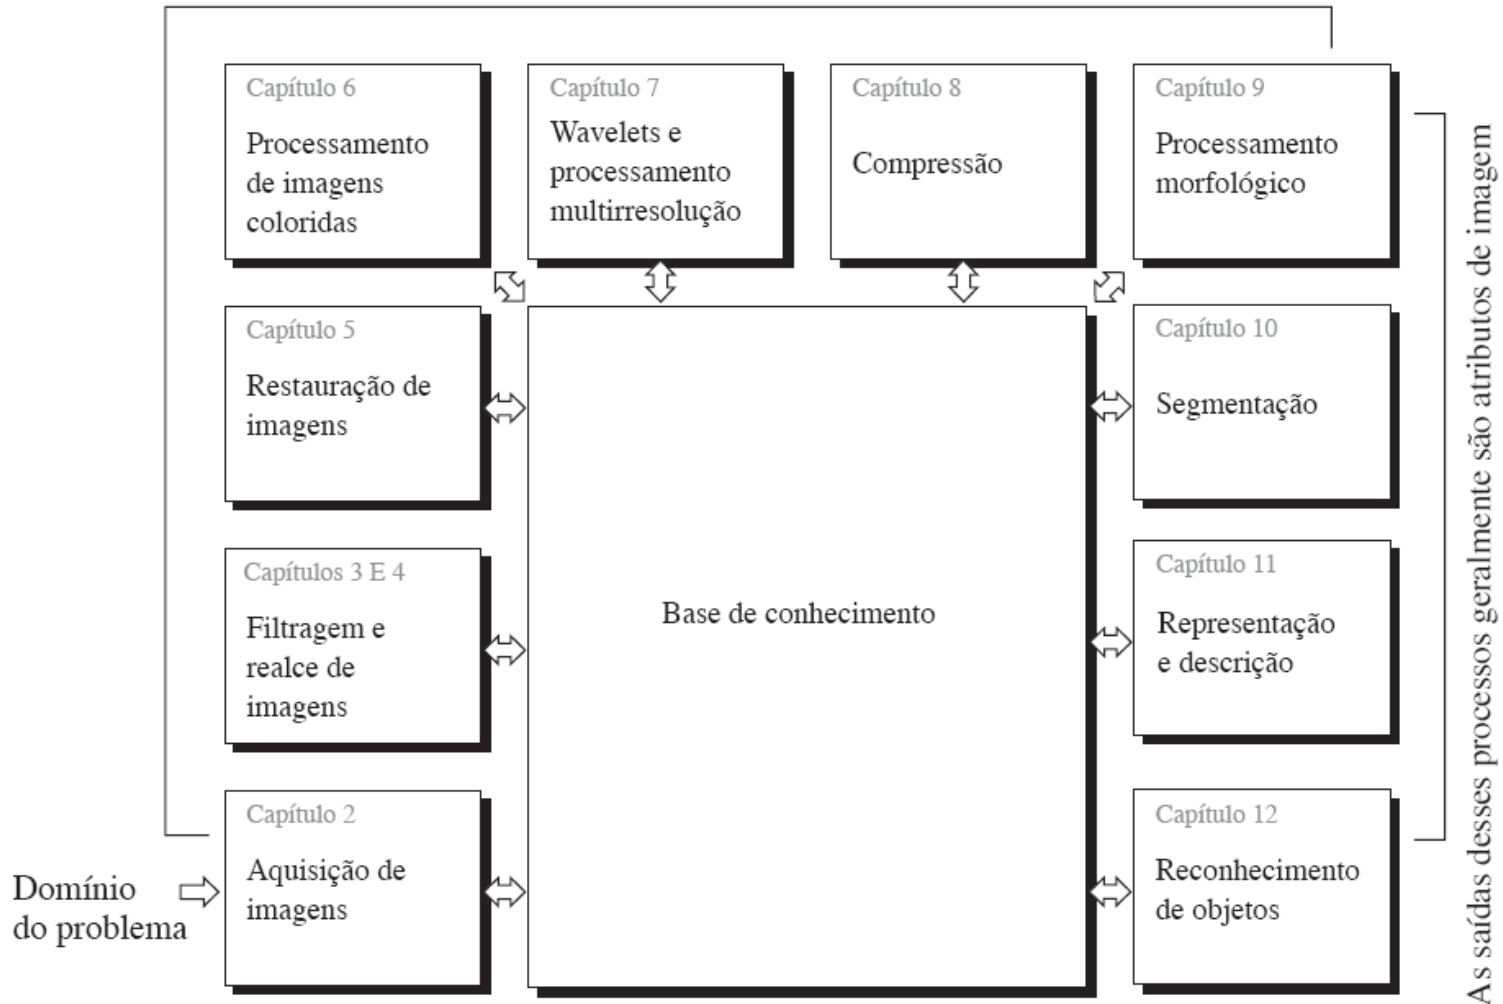 Capítulo 6
Processamento
de imagens
coloridas
Capítulo 7
Wavelets e
processamento
multirresolução
Capítulo 8
Compressão
Capítulo 9
Processamento
morfológico
Capítulo 5
Restauração de
imagens
Capítulo 10
Segmentação
Capítulos 3 E 4
Filtragem e
realce de
imagens
Base de conhecimento
Capítulo 11
Representação
e descrição
Capítulo 2
Aquisição de
imagens
Capítulo 12
Reconhecimento
de objetos
Domínio
do problema
As saídas desses processos geralmente são atributos de imagem